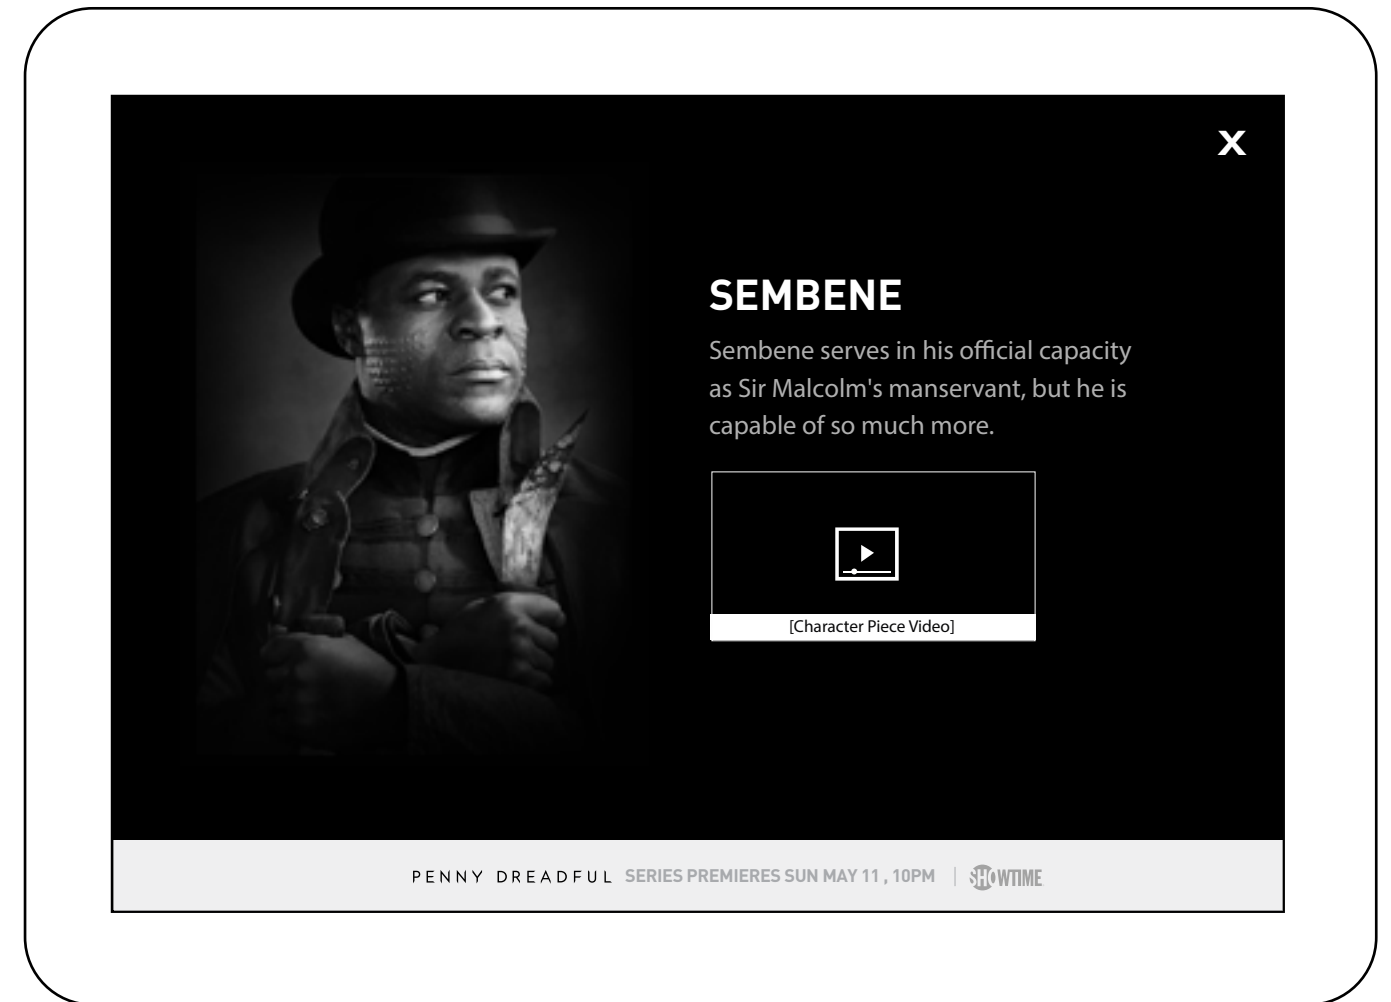 X
SEMBENE
Sembene serves in his official capacity
as Sir Malcolm's manservant, but he is
capable of so much more.
[Character Piece Video]
PENNY DREADFUL SERIES PREMIERES SUN MAY 11 , 10PM | SHOWTIME